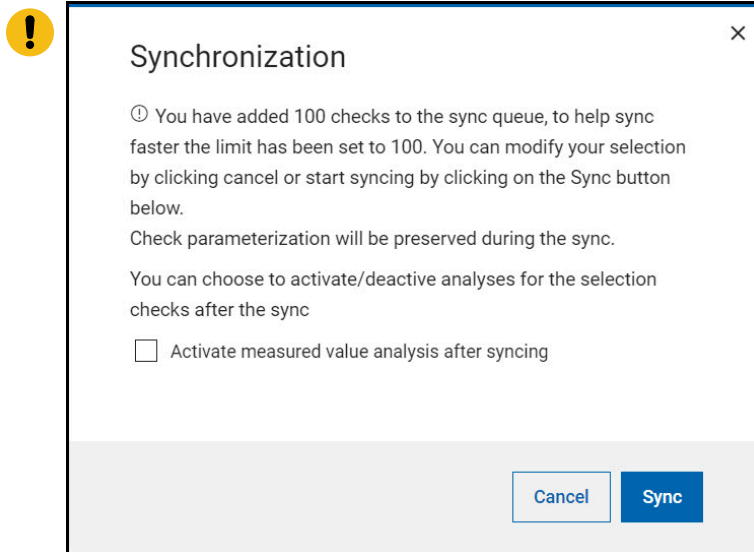 Synchronization
You have added 100 checks to the sync queue, to help sync
faster the limit has been set to 100. You can modify your selection
by clicking cancel or start syncing by clicking on the Sync button
below.
Check parameterization will be preserved during the sync.
You can choose to activate/deactive analyses for the selection
checks after the sync
Activate measured value analysis after syncing
Cancel
Sync